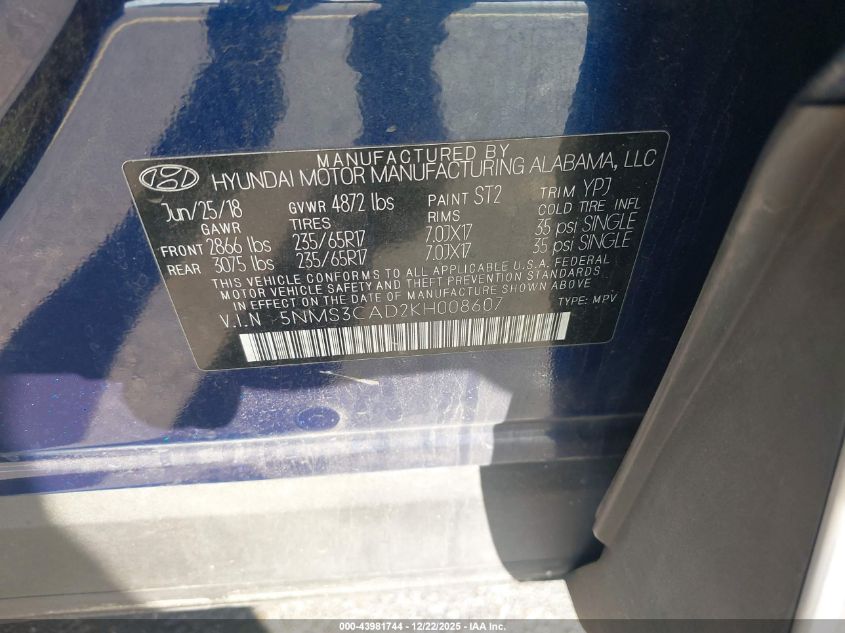 MANUFACTURED BY
HYUNDAI MOTOR MANUFACTURING ALABAMA, LLC
Jun/25/18 GVWR 4872 lbs PAINT ST2 TRIM YPJ
GAWR TIRES RIMS COLD TIRE INFL
FRONT 2866 lbs 235/65R17 7.0JX17 35 psi SINGLE
REAR 3075 lbs 235/65R17 7.0JX17 35 psi SINGLE
THIS VEHICLE CONFORMS TO ALL APPLICABLE U.S.A. FEDERAL
MOTOR VEHICLE SAFETY AND THEFT PREVENTION STANDARDS
IN EFFECT ON THE DATE OF MANUFACTURE SHOWN ABOVE
V.I.N 5NMS3CAD2KH008607 TYPE: MPV
000-43981744 - 12/22/2025 - IAA Inc.